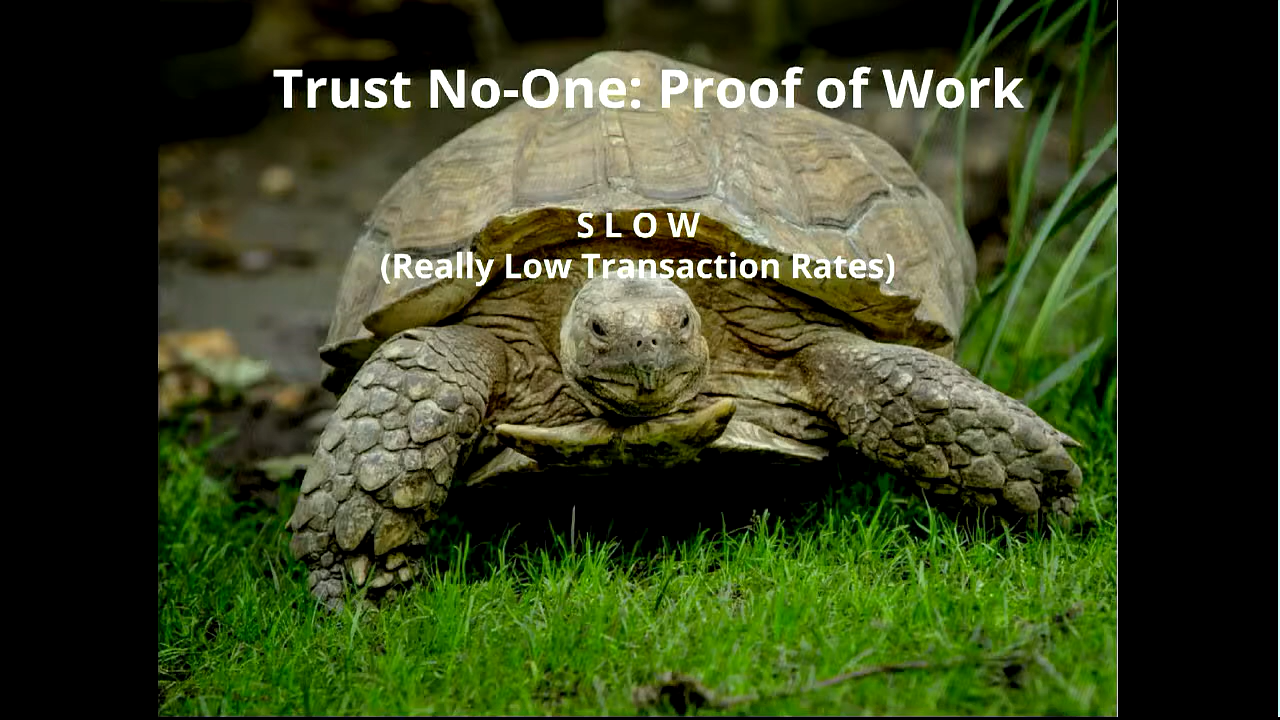 Trust No-One: Proof of Work
S L O W
(Really Low Transaction Rates)